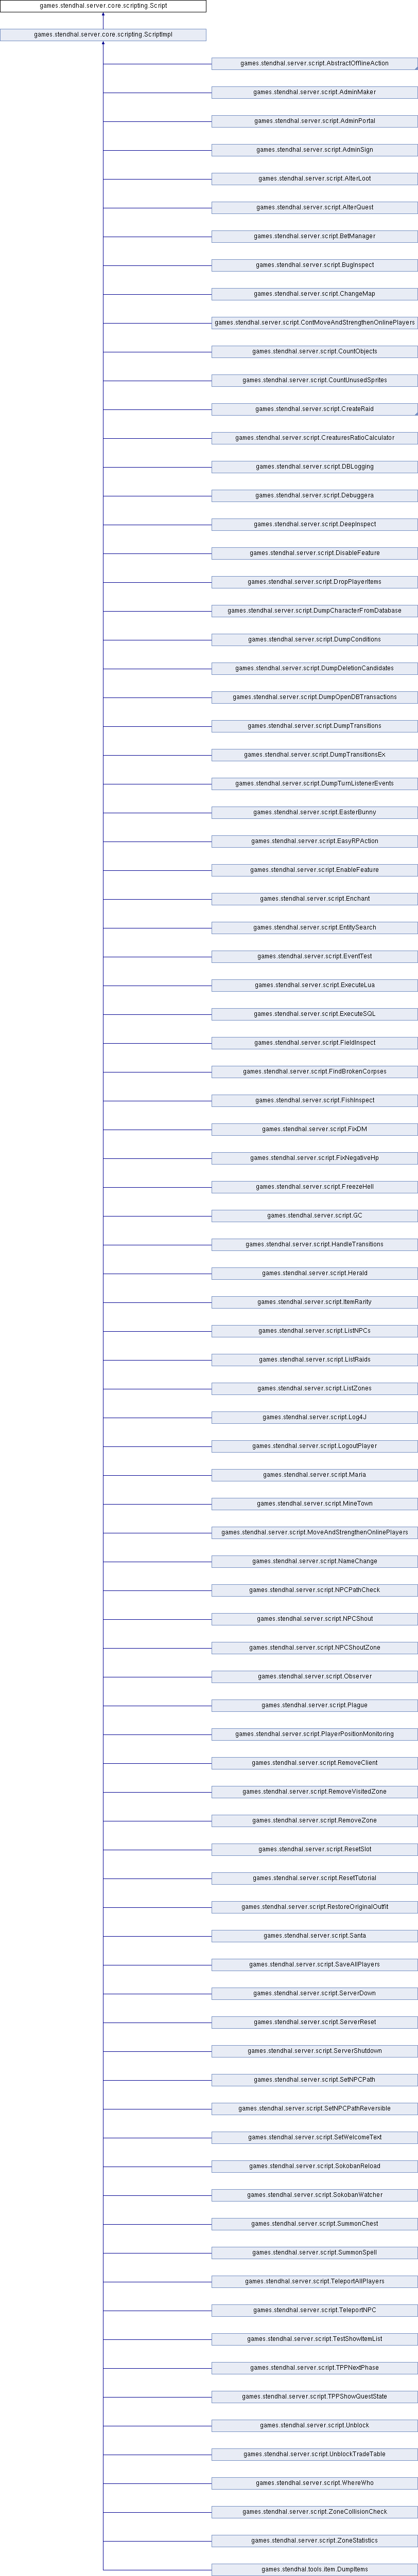 games.stendhal.server.core.scripting.Script
games.stendhal.server.core.scripting.ScriptImpl
games.stendhal.server.script.AbstractOfflineAction
games.stendhal.server.script.AdminMaker
games.stendhal.server.script.AdminPortal
games.stendhal.server.script.AdminSign
games.stendhal.server.script.AlterLoot
games.stendhal.server.script.AlterQuest
games.stendhal.server.script.BetManager
games.stendhal.server.script.BugInspect
games.stendhal.server.script.ChangeMap
games.stendhal.server.script.ContMoveAndStrengthenOnlinePlayers
games.stendhal.server.script.CountObjects
games.stendhal.server.script.CountUnusedSprites
games.stendhal.server.script.CreateRaid
games.stendhal.server.script.CreaturesRatioCalculator
games.stendhal.server.script.DBLogging
games.stendhal.server.script.Debuggera
games.stendhal.server.script.DeepInspect
games.stendhal.server.script.DisableFeature
games.stendhal.server.script.DropPlayerItems
games.stendhal.server.script.DumpCharacterFromDatabase
games.stendhal.server.script.DumpConditions
games.stendhal.server.script.DumpDeletionCandidates
games.stendhal.server.script.DumpOpenDBTransactions
games.stendhal.server.script.DumpTransitions
games.stendhal.server.script.DumpTransitionsEx
games.stendhal.server.script.DumpTurnListenerEvents
games.stendhal.server.script.EasterBunny
games.stendhal.server.script.EasyRPAction
games.stendhal.server.script.EnableFeature
games.stendhal.server.script.Enchant
games.stendhal.server.script.EntitySearch
games.stendhal.server.script.EventTest
games.stendhal.server.script.ExecuteLua
games.stendhal.server.script.ExecuteSQL
games.stendhal.server.script.FieldInspect
games.stendhal.server.script.FindBrokenCorpses
games.stendhal.server.script.FishInspect
games.stendhal.server.script.FixDM
games.stendhal.server.script.FixNegativeHp
games.stendhal.server.script.FreezeHell
games.stendhal.server.script.GC
games.stendhal.server.script.HandleTransitions
games.stendhal.server.script.Herald
games.stendhal.server.script.ItemRarity
games.stendhal.server.script.ListNPCs
games.stendhal.server.script.ListRaids
games.stendhal.server.script.ListZones
games.stendhal.server.script.Log4J
games.stendhal.server.script.LogoutPlayer
games.stendhal.server.script.Maria
games.stendhal.server.script.MineTown
games.stendhal.server.script.MoveAndStrengthenOnlinePlayers
games.stendhal.server.script.NameChange
games.stendhal.server.script.NPCPathCheck
games.stendhal.server.script.NPCShout
games.stendhal.server.script.NPCShoutZone
games.stendhal.server.script.Observer
games.stendhal.server.script.Plague
games.stendhal.server.script.PlayerPositionMonitoring
games.stendhal.server.script.RemoveClient
games.stendhal.server.script.RemoveVisitedZone
games.stendhal.server.script.RemoveZone
games.stendhal.server.script.ResetSlot
games.stendhal.server.script.ResetTutorial
games.stendhal.server.script.RestoreOriginalOutfit
games.stendhal.server.script.Santa
games.stendhal.server.script.SaveAllPlayers
games.stendhal.server.script.ServerDown
games.stendhal.server.script.ServerReset
games.stendhal.server.script.ServerShutdown
games.stendhal.server.script.SetNPCPath
games.stendhal.server.script.SetNPCPathReversible
games.stendhal.server.script.SetWelcomeText
games.stendhal.server.script.SokobanReload
games.stendhal.server.script.SokobanWatcher
games.stendhal.server.script.SummonChest
games.stendhal.server.script.SummonSpell
games.stendhal.server.script.TeleportAllPlayers
games.stendhal.server.script.TeleportNPC
games.stendhal.server.script.TestShowItemList
games.stendhal.server.script.TPPNextPhase
games.stendhal.server.script.TPPShowQuestState
games.stendhal.server.script.Unblock
games.stendhal.server.script.UnblockTradeTable
games.stendhal.server.script.WhereWho
games.stendhal.server.script.ZoneCollisionCheck
games.stendhal.server.script.ZoneStatistics
games.stendhal.tools.item.DumpItems